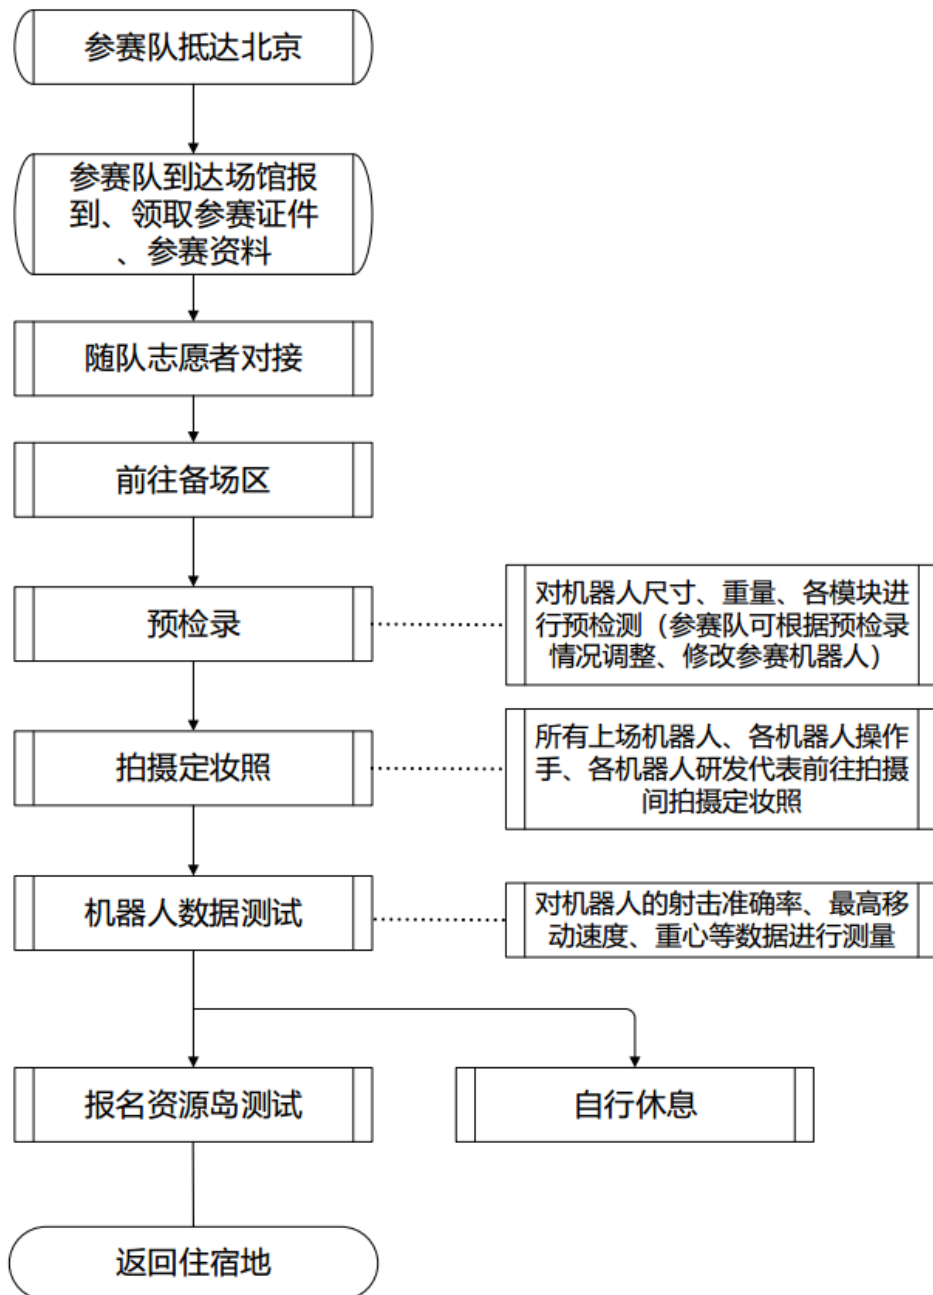 参赛队抵达北京
参赛队到达场馆报
到、领取参赛证件
、参赛资料
随队志愿者对接
前往备场区
预检录
对机器人尺寸、重量、各模块进
行预检测（参赛队可根据预检录
情况调整、修改参赛机器人）
拍摄定妆照
所有上场机器人、各机器人操作
手、各机器人研发代表前往拍摄
间拍摄定妆照
机器人数据测试
对机器人的射击准确率、最高移
动速度、重心等数据进行测量
报名资源岛测试
自行休息
返回住宿地